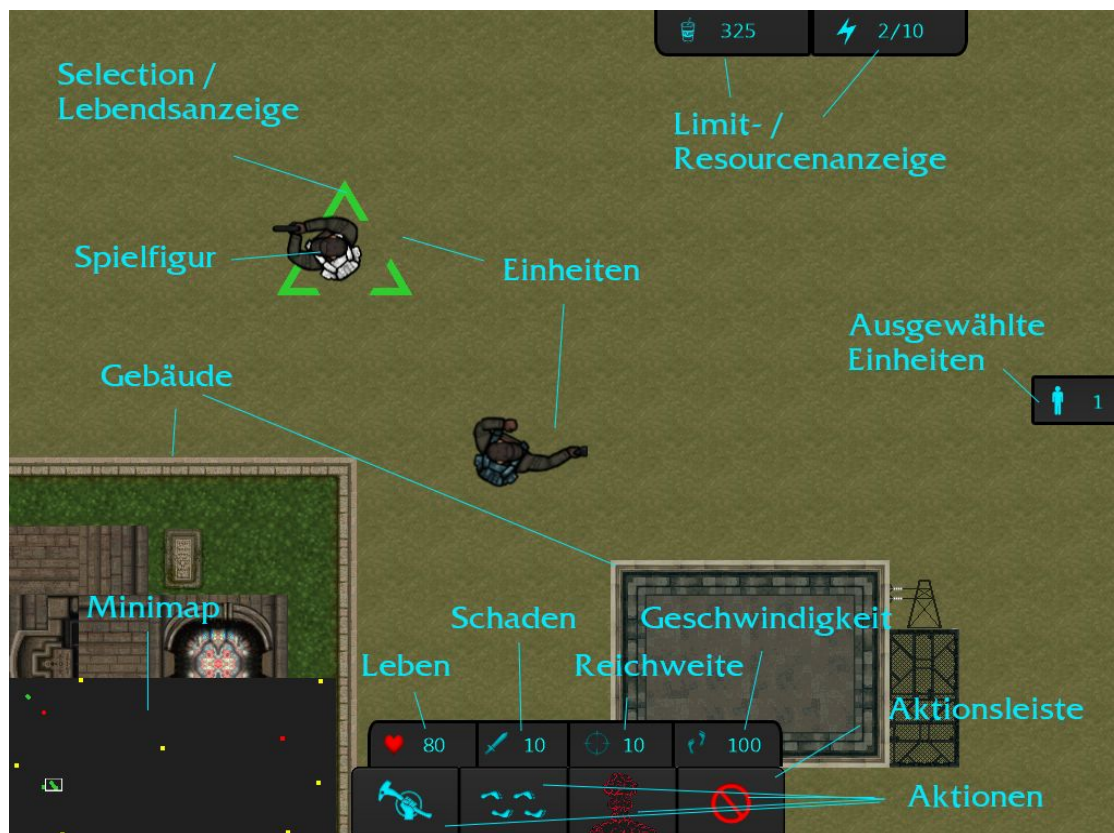 325
2/10
Selection /
Lebendsanzeige
Limit- /
Resourcenanzeige
Spielfigur
Einheiten
Ausgewählte
Einheiten
1
Gebäude
Minimap
Schaden
Geschwindigkeit
Leben
Reichweite
Aktionsleiste
80
10
10
100
Aktionen